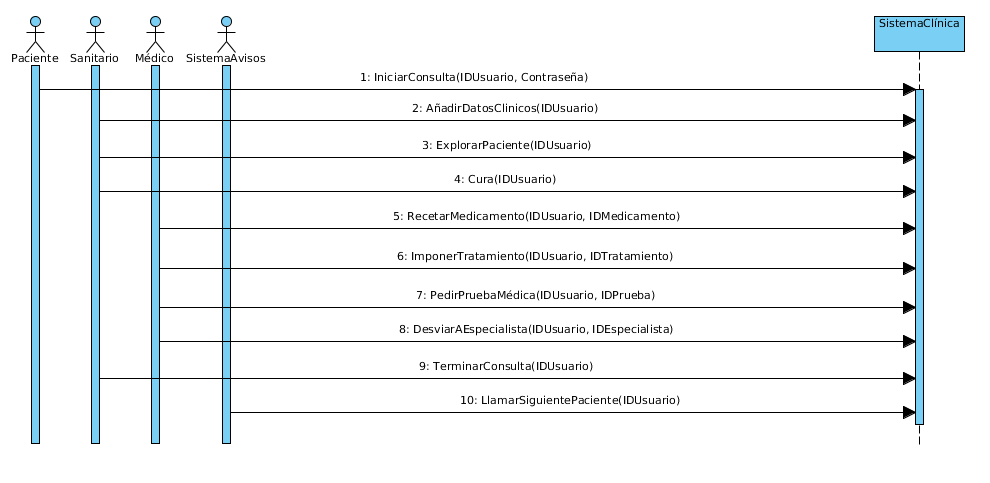 SistemaClínica
Paciente Sanitario Médico SistemaAvisos
1: IniciarConsulta(IDUsuario, Contraseña)
2: AñadirDatosClinicos(IDUsuario)
3: ExplorarPaciente(IDUsuario)
4: Cura(IDUsuario)
5: RecetarMedicamento(IDUsuario, IDMedicamento)
6: ImponerTratamiento(IDUsuario, IDTratamiento)
7: PedirPruebaMédica(IDUsuario, IDPrueba)
8: DesviarAEspecialista(IDUsuario, IDEspecialista)
9: TerminarConsulta(IDUsuario)
10: LlamarSiguientePaciente(IDUsuario)